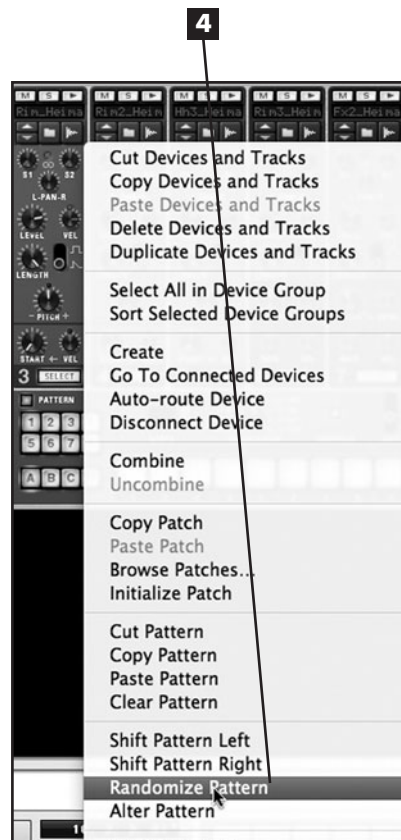 4
M S
M S
M S
M S
M S
Rim_Heima
Rim2_Heim
Hh3_Heima
Rim3_Heim
Fx2_Heima
S1 S2
L-PAN-R
LEVEL VEL
LENGTH
- PITCH +
START ← VEL
3 SELECT
PATTERN
1 2 3
5 6 7
A B C
Cut Devices and Tracks
Copy Devices and Tracks
Paste Devices and Tracks
Delete Devices and Tracks
Duplicate Devices and Tracks
Select All in Device Group
Sort Selected Device Groups
Create
Go To Connected Devices
Auto-route Device
Disconnect Device
Combine
Uncombine
Copy Patch
Paste Patch
Browse Patches...
Initialize Patch
Cut Pattern
Copy Pattern
Paste Pattern
Clear Pattern
Shift Pattern Left
Shift Pattern Right
Randomize Pattern
Alter Pattern